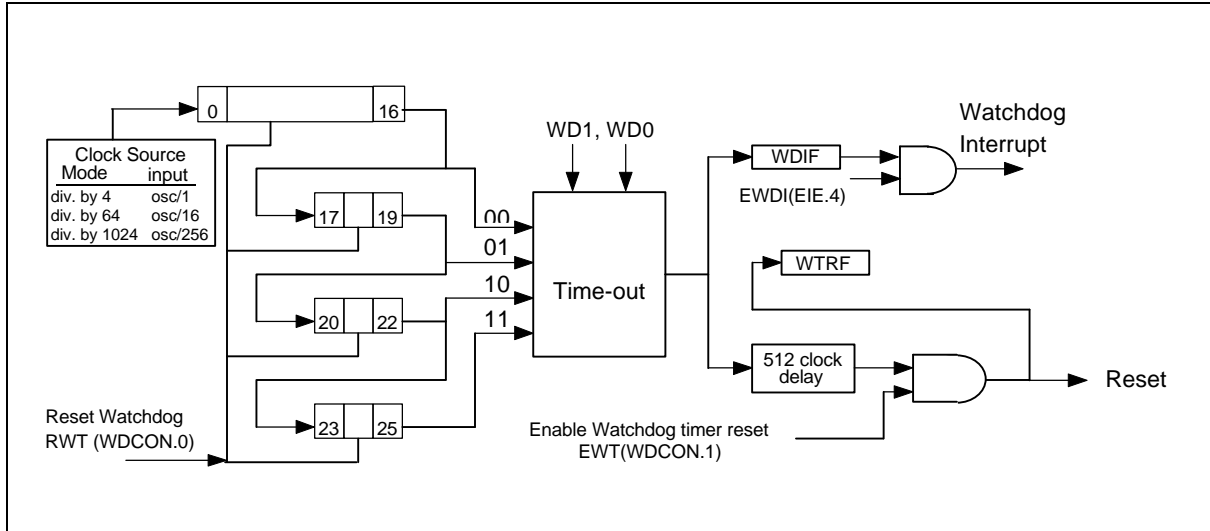 0 16
Clock Source
Mode input
div. by 4 osc/1
div. by 64 osc/16
div. by 1024 osc/256
17 19
20 22
23 25
Reset Watchdog
RWT (WDCON.0)
WD1, WD0
00
01
10
11
Time-out
WDIF
EWDI(EIE.4)
Watchdog
Interrupt
WTRF
512 clock
delay
Reset
Enable Watchdog timer reset
EWT(WDCON.1)